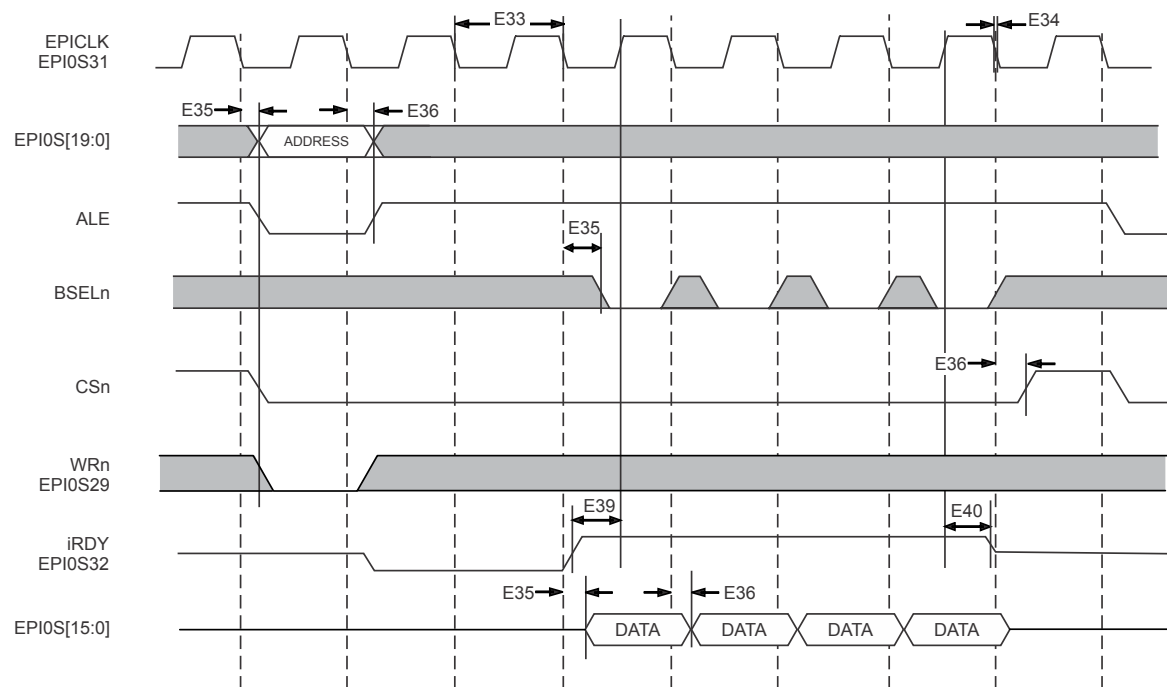 E33
E34
EPICLK
EPI0S31
E35
E36
EPI0S[19:0]
ADDRESS
ALE
E35
BSELn
E36
CSn
WRn
EPI0S29
E39
E40
iRDY
EPI0S32
E35
E36
EPI0S[15:0]
DATA DATA DATA DATA